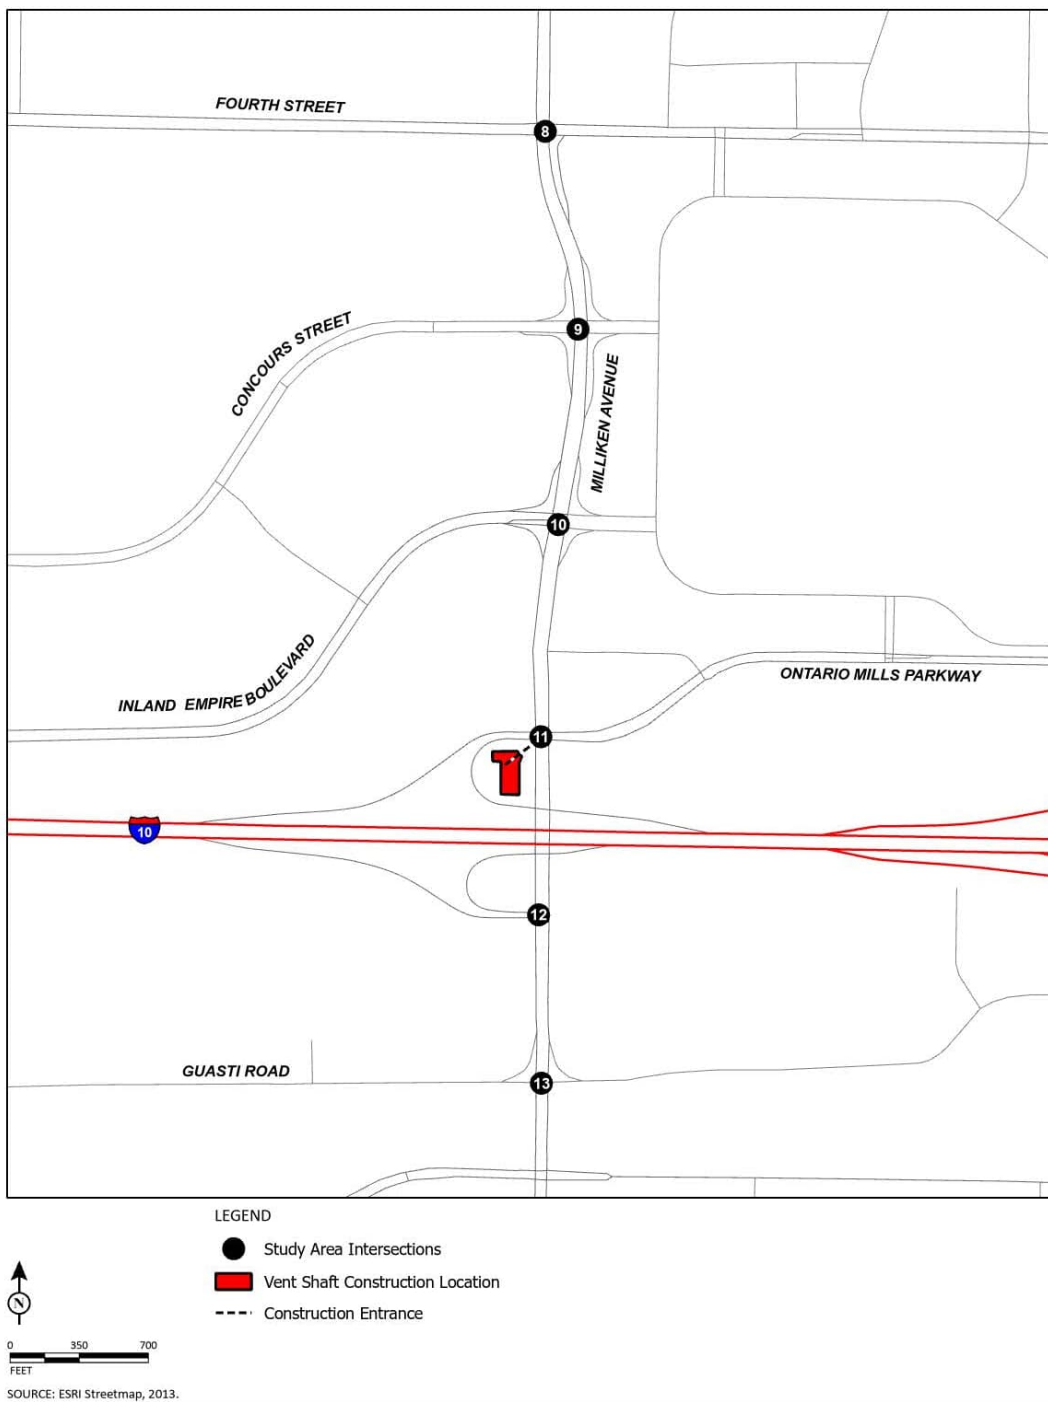 FOURTH STREET
8
CONCOURS STREET
9
MILLIKEN AVENUE
10
INLAND EMPIRE BOULEVARD
ONTARIO MILLS PARKWAY
11
10
12
GUASTI ROAD
13
LEGEND
Study Area Intersections
Vent Shaft Construction Location
Construction Entrance
N
0 350 700
FEET
SOURCE: ESRI Streetmap, 2013.